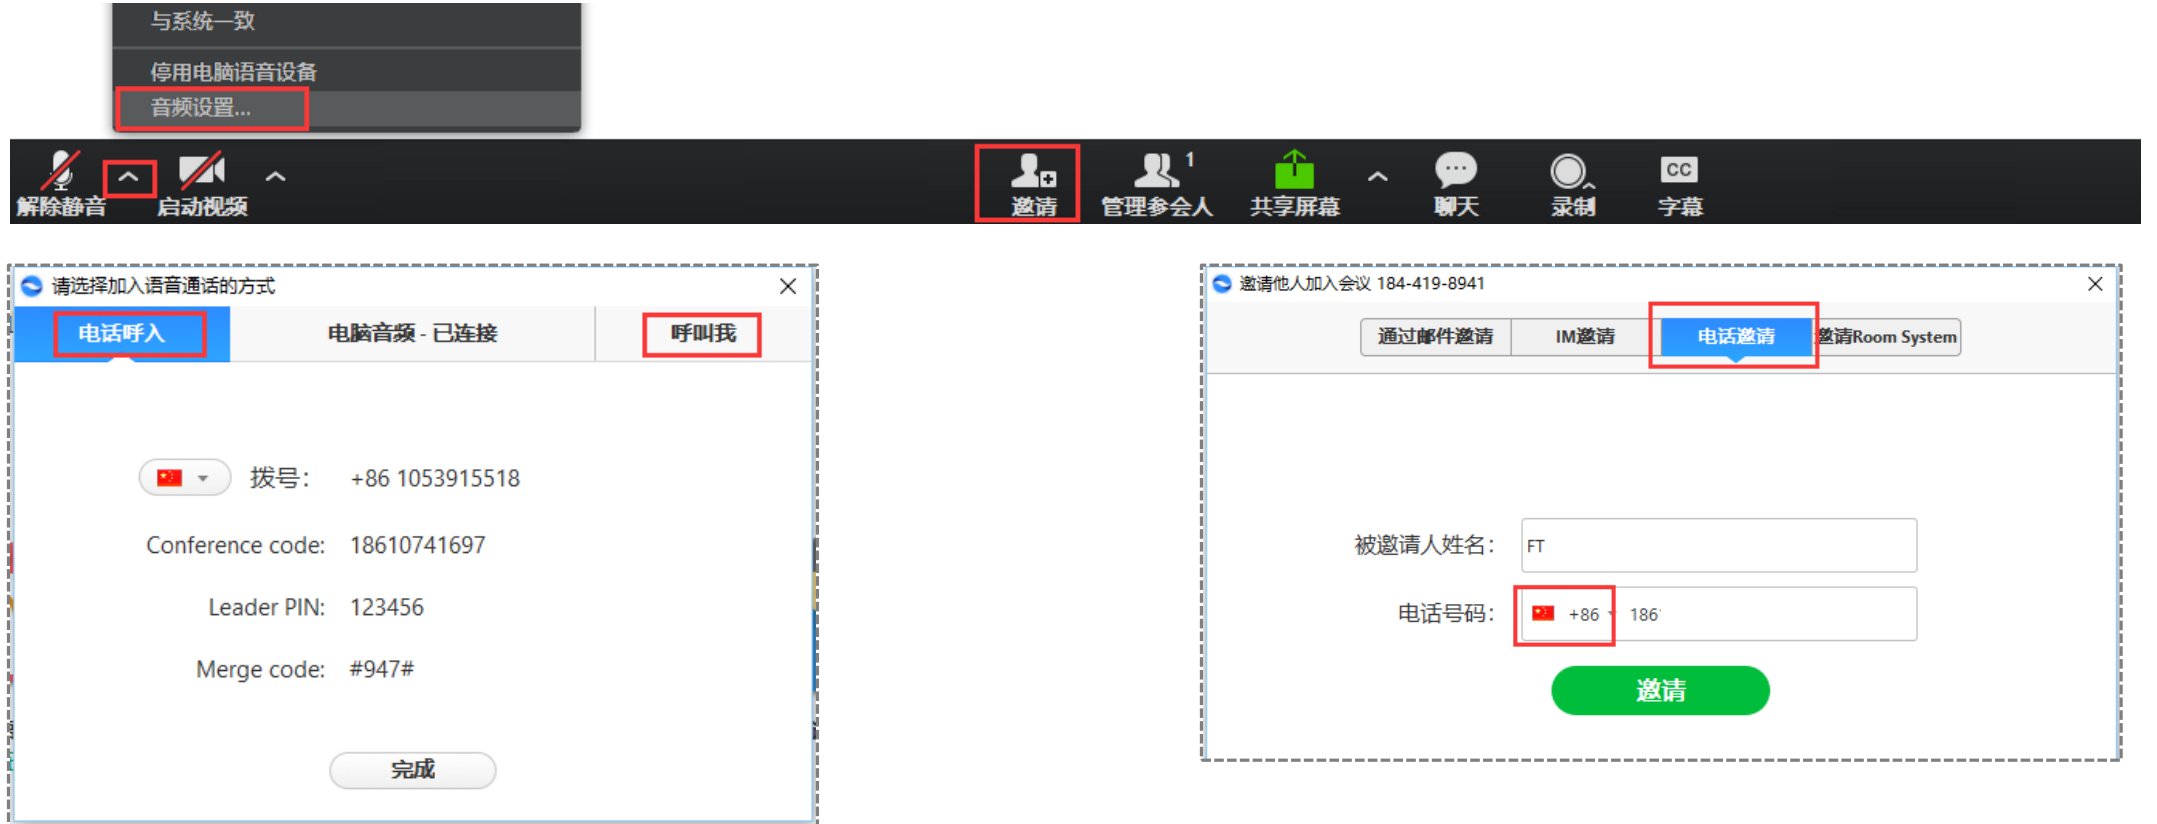 与系统一致
停用电脑语音设备
音频设置...
解除静音
启动视频
邀请
管理参会人
1
共享屏幕
聊天
录制
CC
字幕
请选择加入语音通话的方式
电话呼入
电脑音频 - 已连接
呼叫我
拨号： +86 1053915518
Conference code: 18610741697
Leader PIN: 123456
Merge code: #947#
完成
邀请他人加入会议 184-419-8941
通过邮件邀请
IM邀请
电话邀请
邀请Room System
被邀请人姓名： FT
电话号码： +86 186
邀请